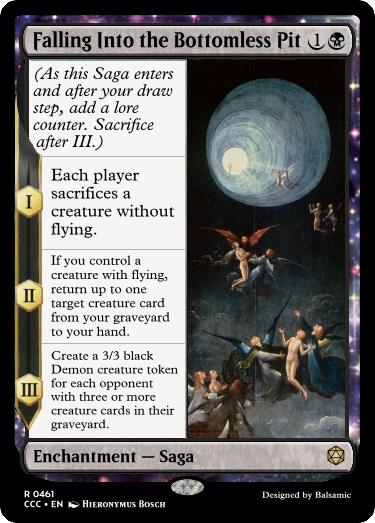 Falling Into the Bottomless Pit 1
(As this Saga enters
and after your draw
step, add a lore
counter. Sacrifice
after III.)
I
Each player
sacrifices a
creature without
flying.
II
If you control a
creature with flying,
return up to one
target creature card
from your graveyard
to your hand.
III
Create a 3/3 black
Demon creature token
for each opponent
with three or more
creature cards in their
graveyard.
Enchantment — Saga
R 0461
CCC • EN Hieronymus Bosch
Designed by Balsamic